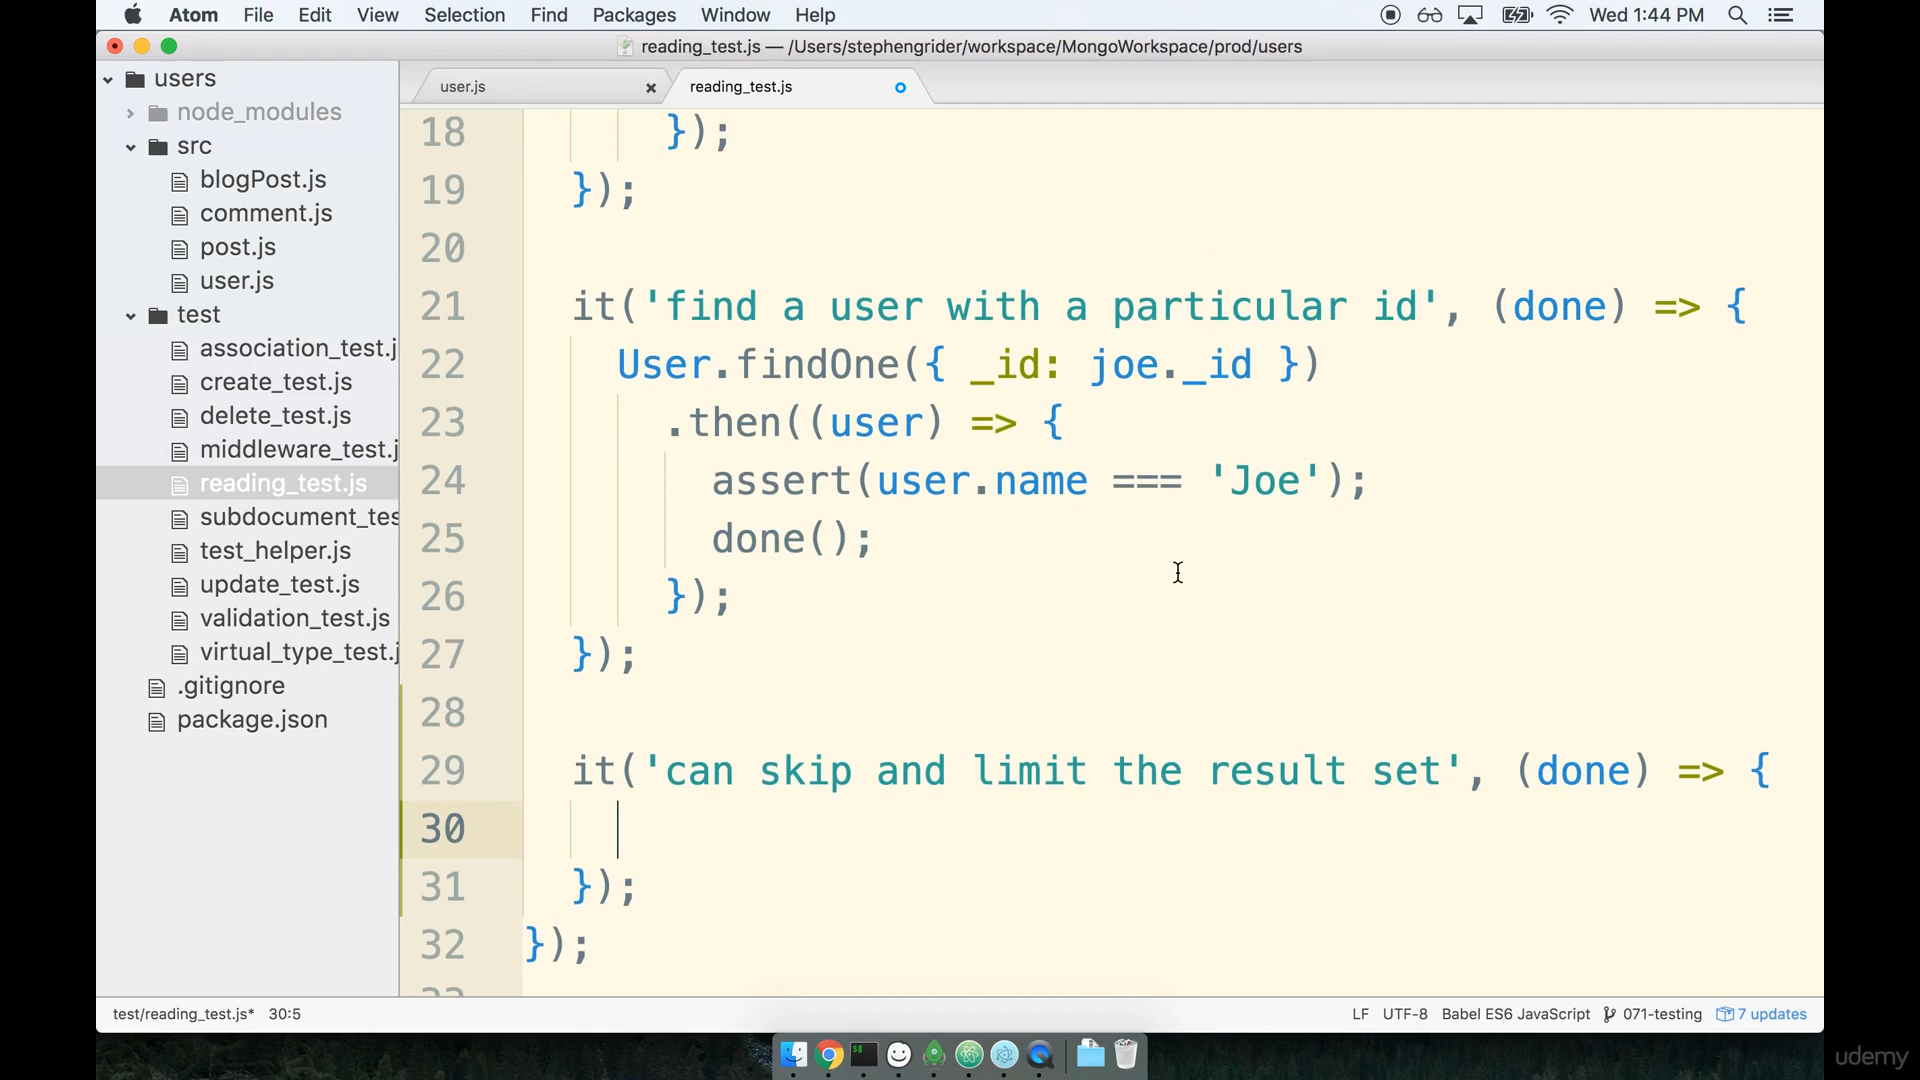 Atom File Edit View Selection Find Packages Window Help Wed 1:44 PM
reading_test.js — /Users/stephengrider/workspace/MongoWorkspace/prod/users
users
node_modules
src
blogPost.js
comment.js
post.js
user.js
test
association_test.j
create_test.js
delete_test.js
middleware_test.j
reading_test.js
subdocument_tes
test_helper.js
update_test.js
validation_test.js
virtual_type_test.j
.gitignore
package.json
user.js reading_test.js
18 });
19 });
20
21 it('find a user with a particular id', (done) => {
22 User.findOne({ _id: joe._id })
23 .then((user) => {
24 assert(user.name === 'Joe');
25 done();
26 });
27 });
28
29 it('can skip and limit the result set', (done) => {
30
31 });
32 });
test/reading_test.js* 30:5 LF UTF-8 Babel ES6 JavaScript 071-testing 7 updates
udemy